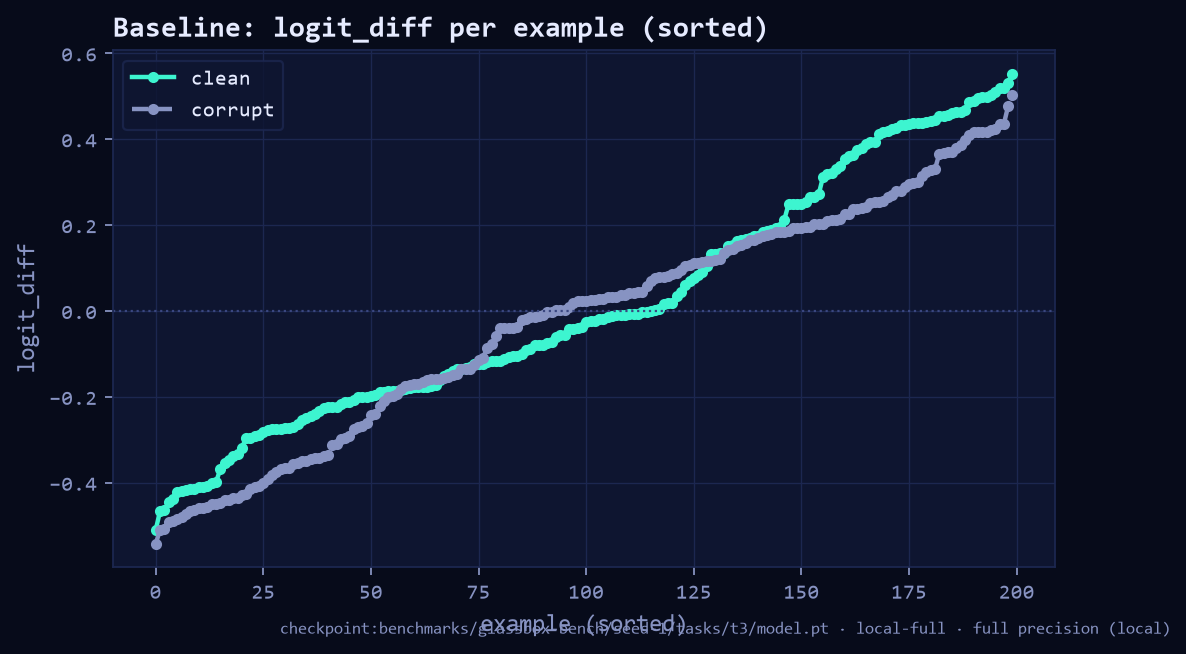 Baseline: logit_diff per example (sorted)
clean
corrupt
0.6
0.4
0.2
0.0
−0.2
−0.4
logit_diff
0 25 50 75 100 125 150 175 200
example (sorted)
checkpoint:benchmarks/glassbox-bench/seed-1/tasks/t3/model.pt · local-full · full precision (local)